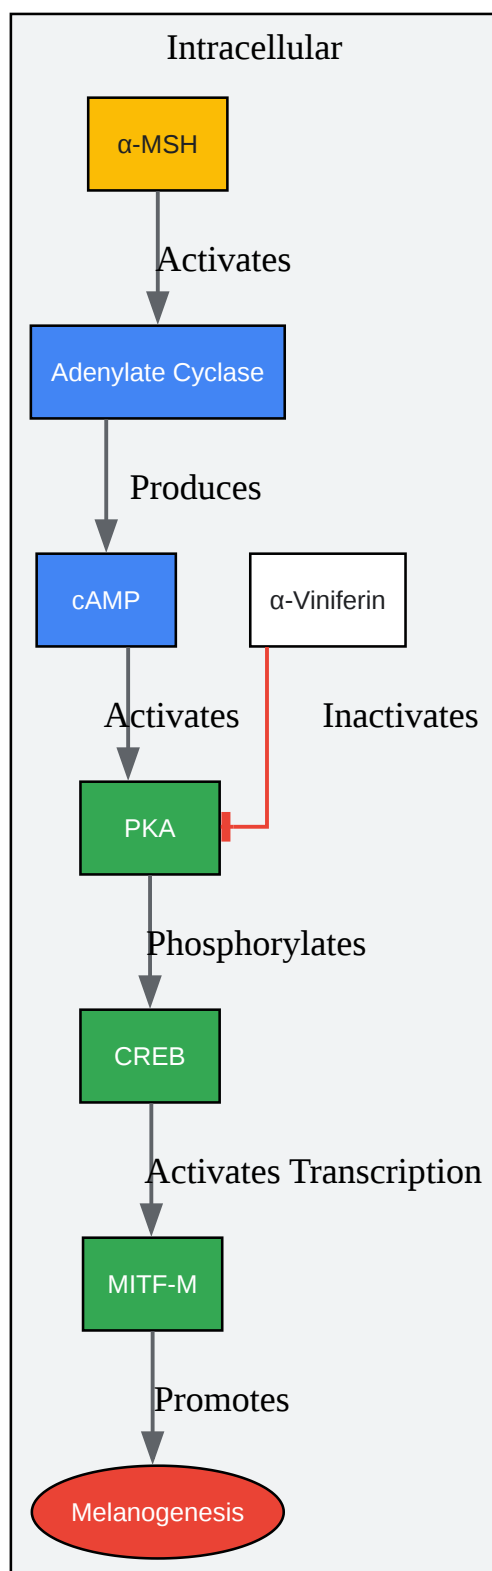 Intracellular
α-MSH
Activates
Adenylate Cyclase
Produces
cAMP
α-Viniferin
Activates
Inactivates
PKA
Phosphorylates
CREB
Activates Transcription
MITF-M
Promotes
Melanogenesis